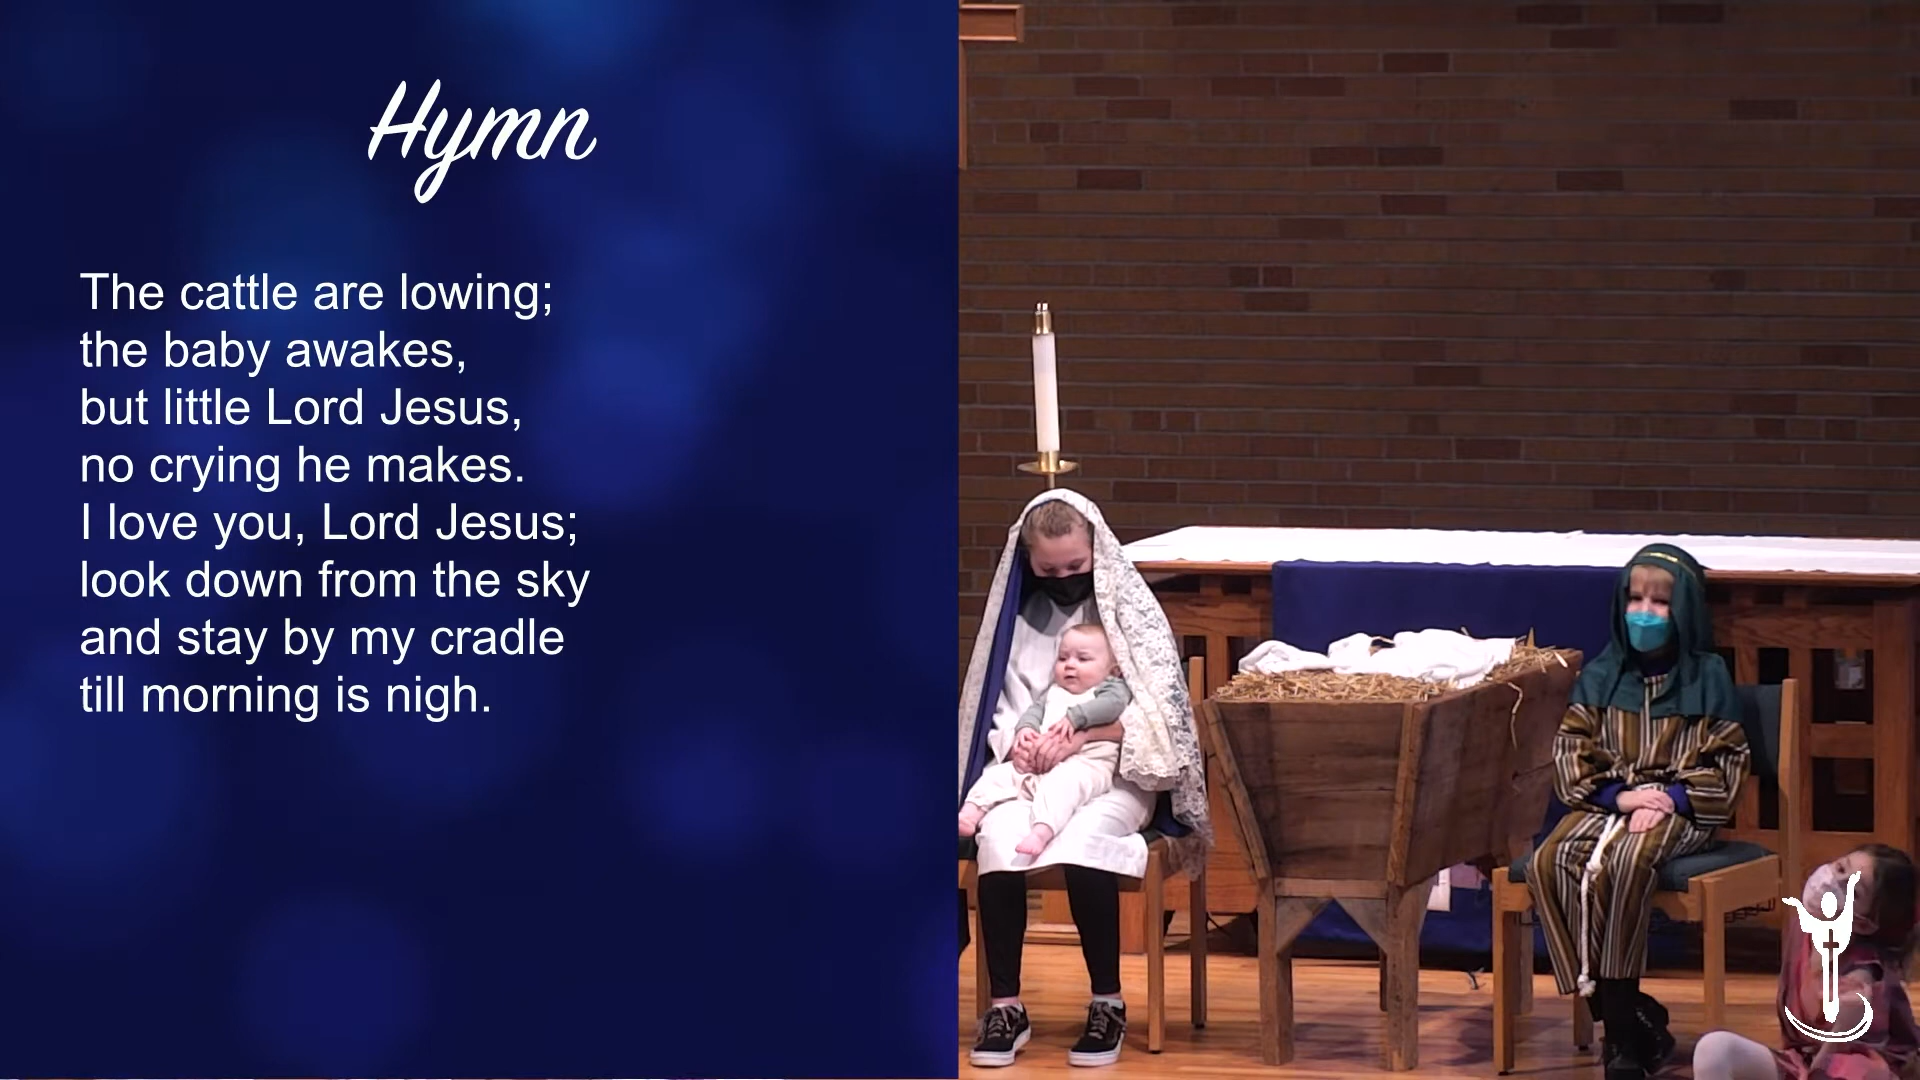 Hymn
The cattle are lowing;
the baby awakes,
but little Lord Jesus,
no crying he makes.
I love you, Lord Jesus;
look down from the sky
and stay by my cradle
till morning is nigh.